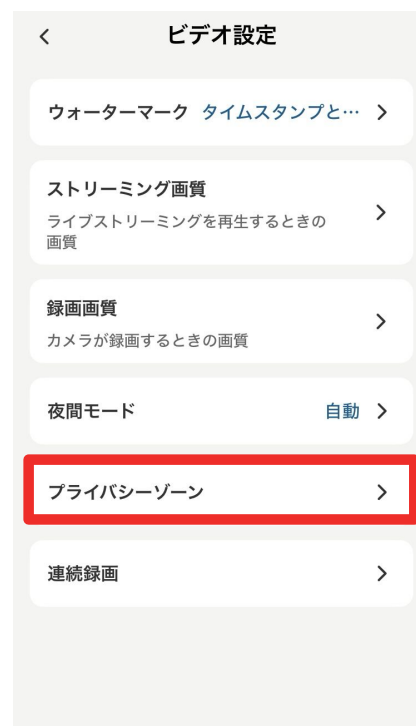 ビデオ設定
ウォーターマーク タイムスタンプと…
ストリーミング画質
ライブストリーミングを再生するときの
画質
録画画質
カメラが録画するときの画質
夜間モード 自動
プライバシーゾーン
連続録画